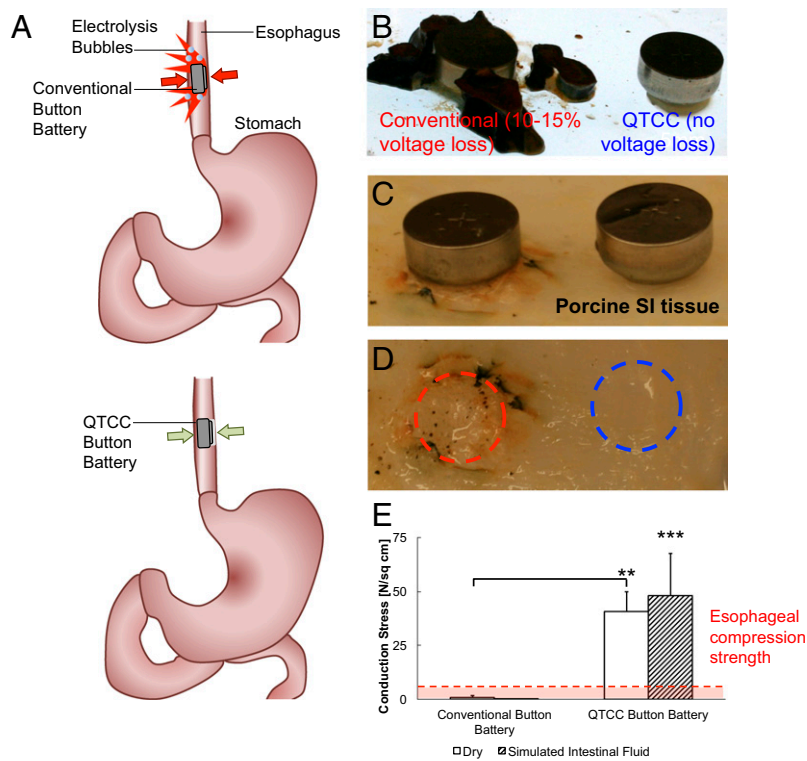 A
Electrolysis
Bubbles
Esophagus
Conventional
Button
Battery
Stomach
QTCC
Button
Battery
B
Conventional (10-15%
voltage loss)
QTCC (no
voltage loss)
C
Porcine SI tissue
D
E
Conduction Stress [N/sq cm]
75
50
25
0
**
***
Esophageal
compression
strength
Conventional Button
Battery
QTCC Button Battery
Dry
Simulated Intestinal Fluid